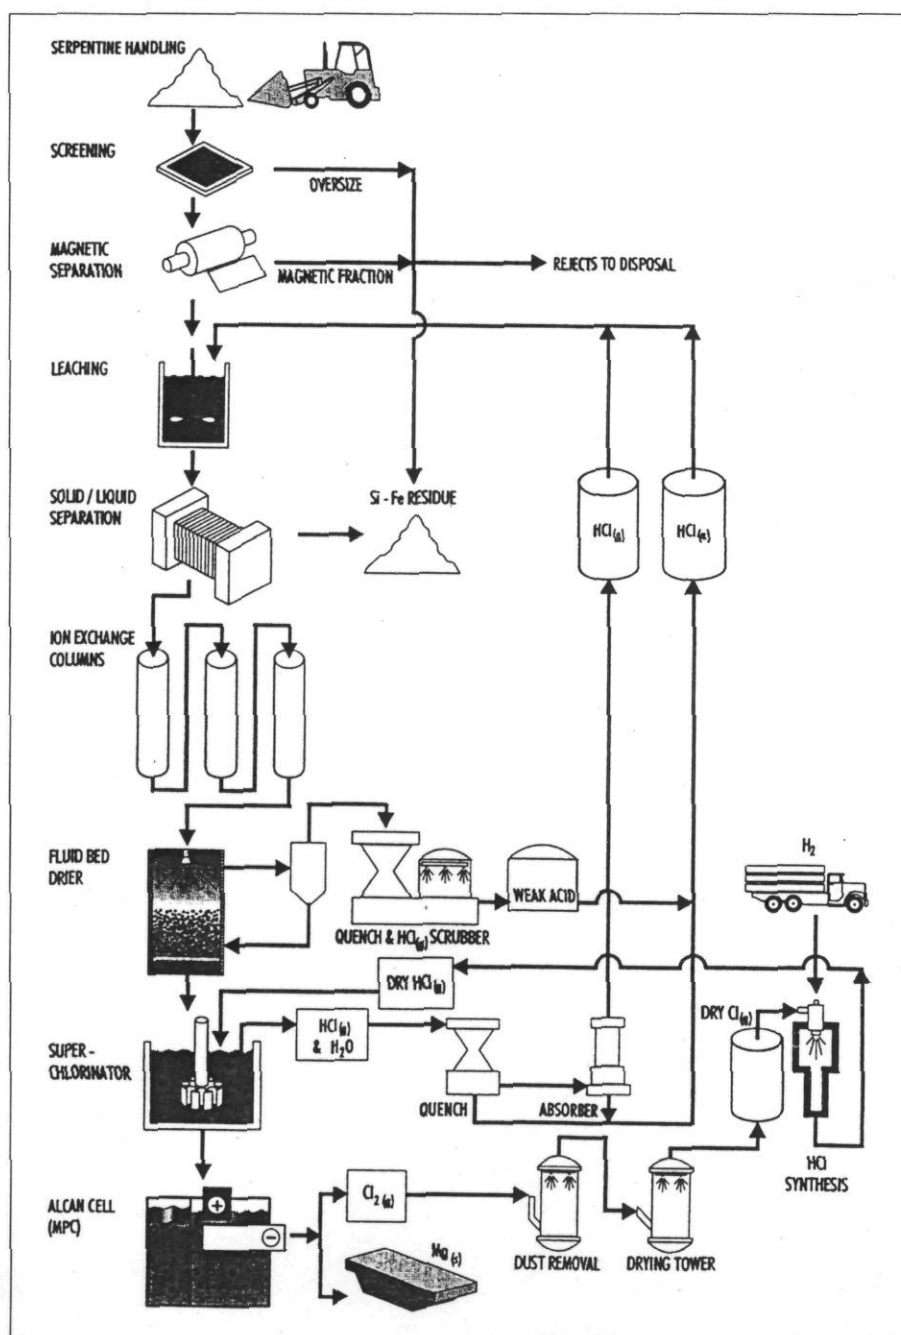 SERPENTINE HANDLING
SCREENING
OVERSIZE
MAGNETIC
SEPARATION
MAGNETIC FRACTION
REJECTS TO DISPOSAL
LEACHING
SOLID / LIQUID
SEPARATION
Si - Fe RESIDUE
HCl(g)
HCl(g)
ION EXCHANGE
COLUMNS
FLUID BED
DRIER
WEAK ACID
H2
QUENCH & HCl(g) SCRUBBER
DRY HCl(g)
DRY Cl(g)
HCl(g)
& H2O
SUPER-
CHLORINATOR
QUENCH
ABSORBER
HCl
SYNTHESIS
ALCAN CELL
(MPC)
+
−
Cl2 (g)
Mg (s)
DUST REMOVAL
DRYING TOWER